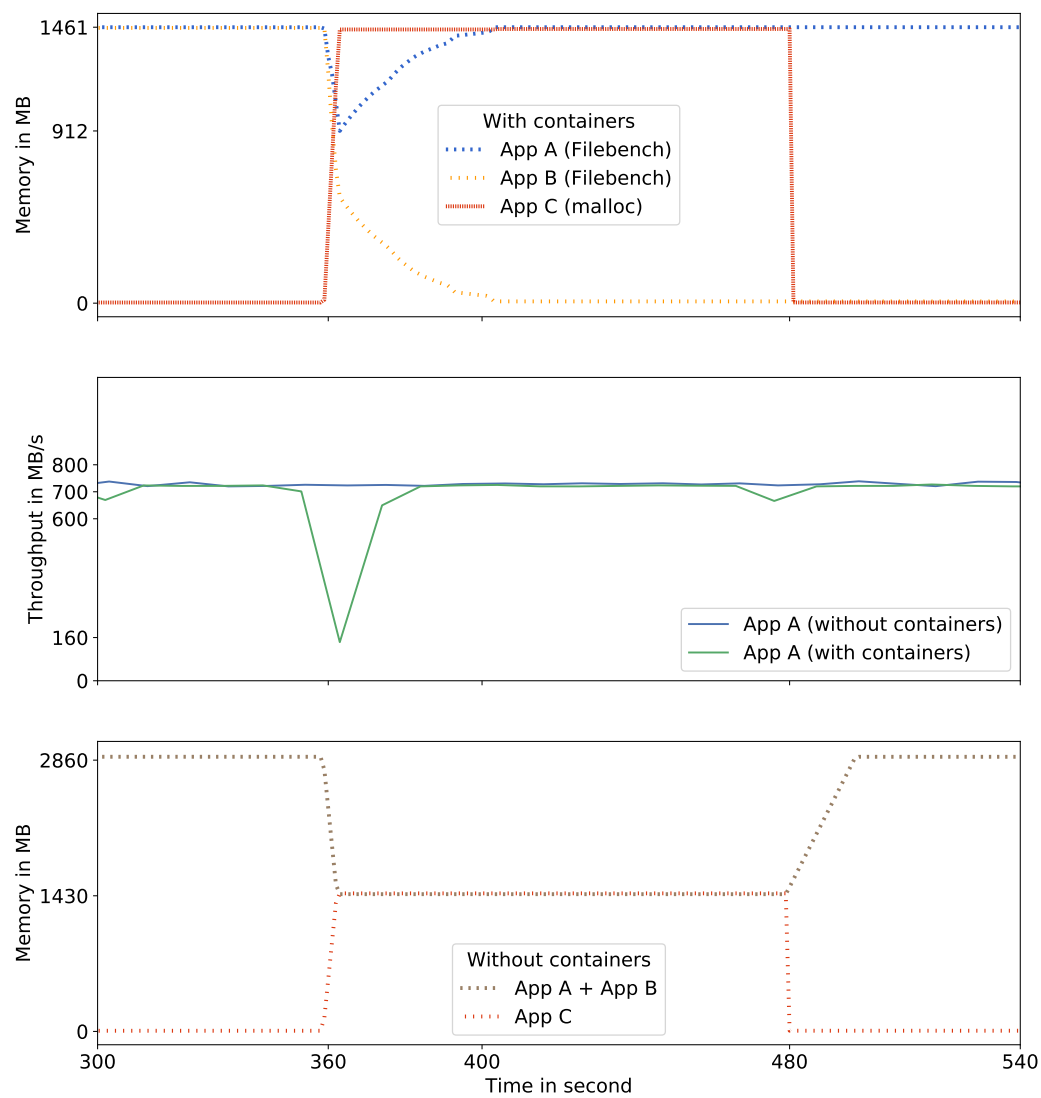 1461
912
0
Memory in MB
With containers
App A (Filebench)
App B (Filebench)
App C (malloc)
800
700
600
160
0
Throughput in MB/s
App A (without containers)
App A (with containers)
2860
1430
0
Memory in MB
Without containers
App A + App B
App C
300 360 400 480 540
Time in second